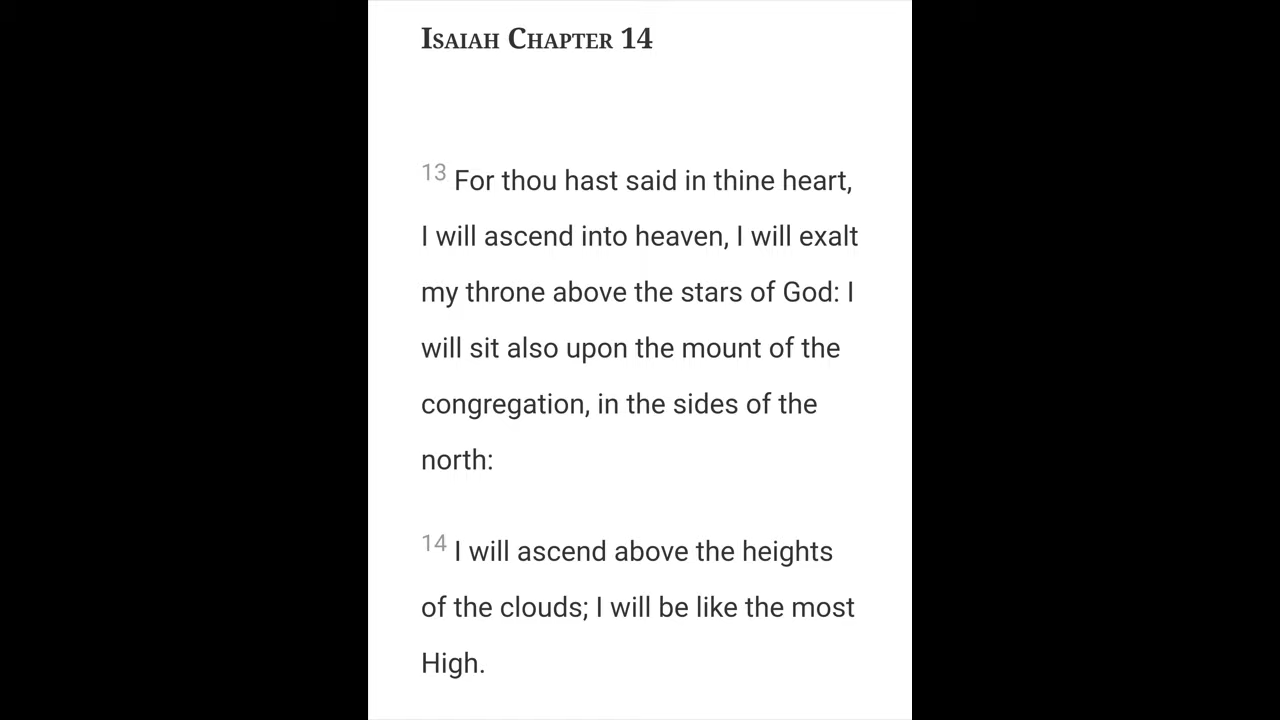 Isaiah Chapter 14
13 For thou hast said in thine heart,
I will ascend into heaven, I will exalt
my throne above the stars of God: I
will sit also upon the mount of the
congregation, in the sides of the
north:
14 I will ascend above the heights
of the clouds; I will be like the most
High.